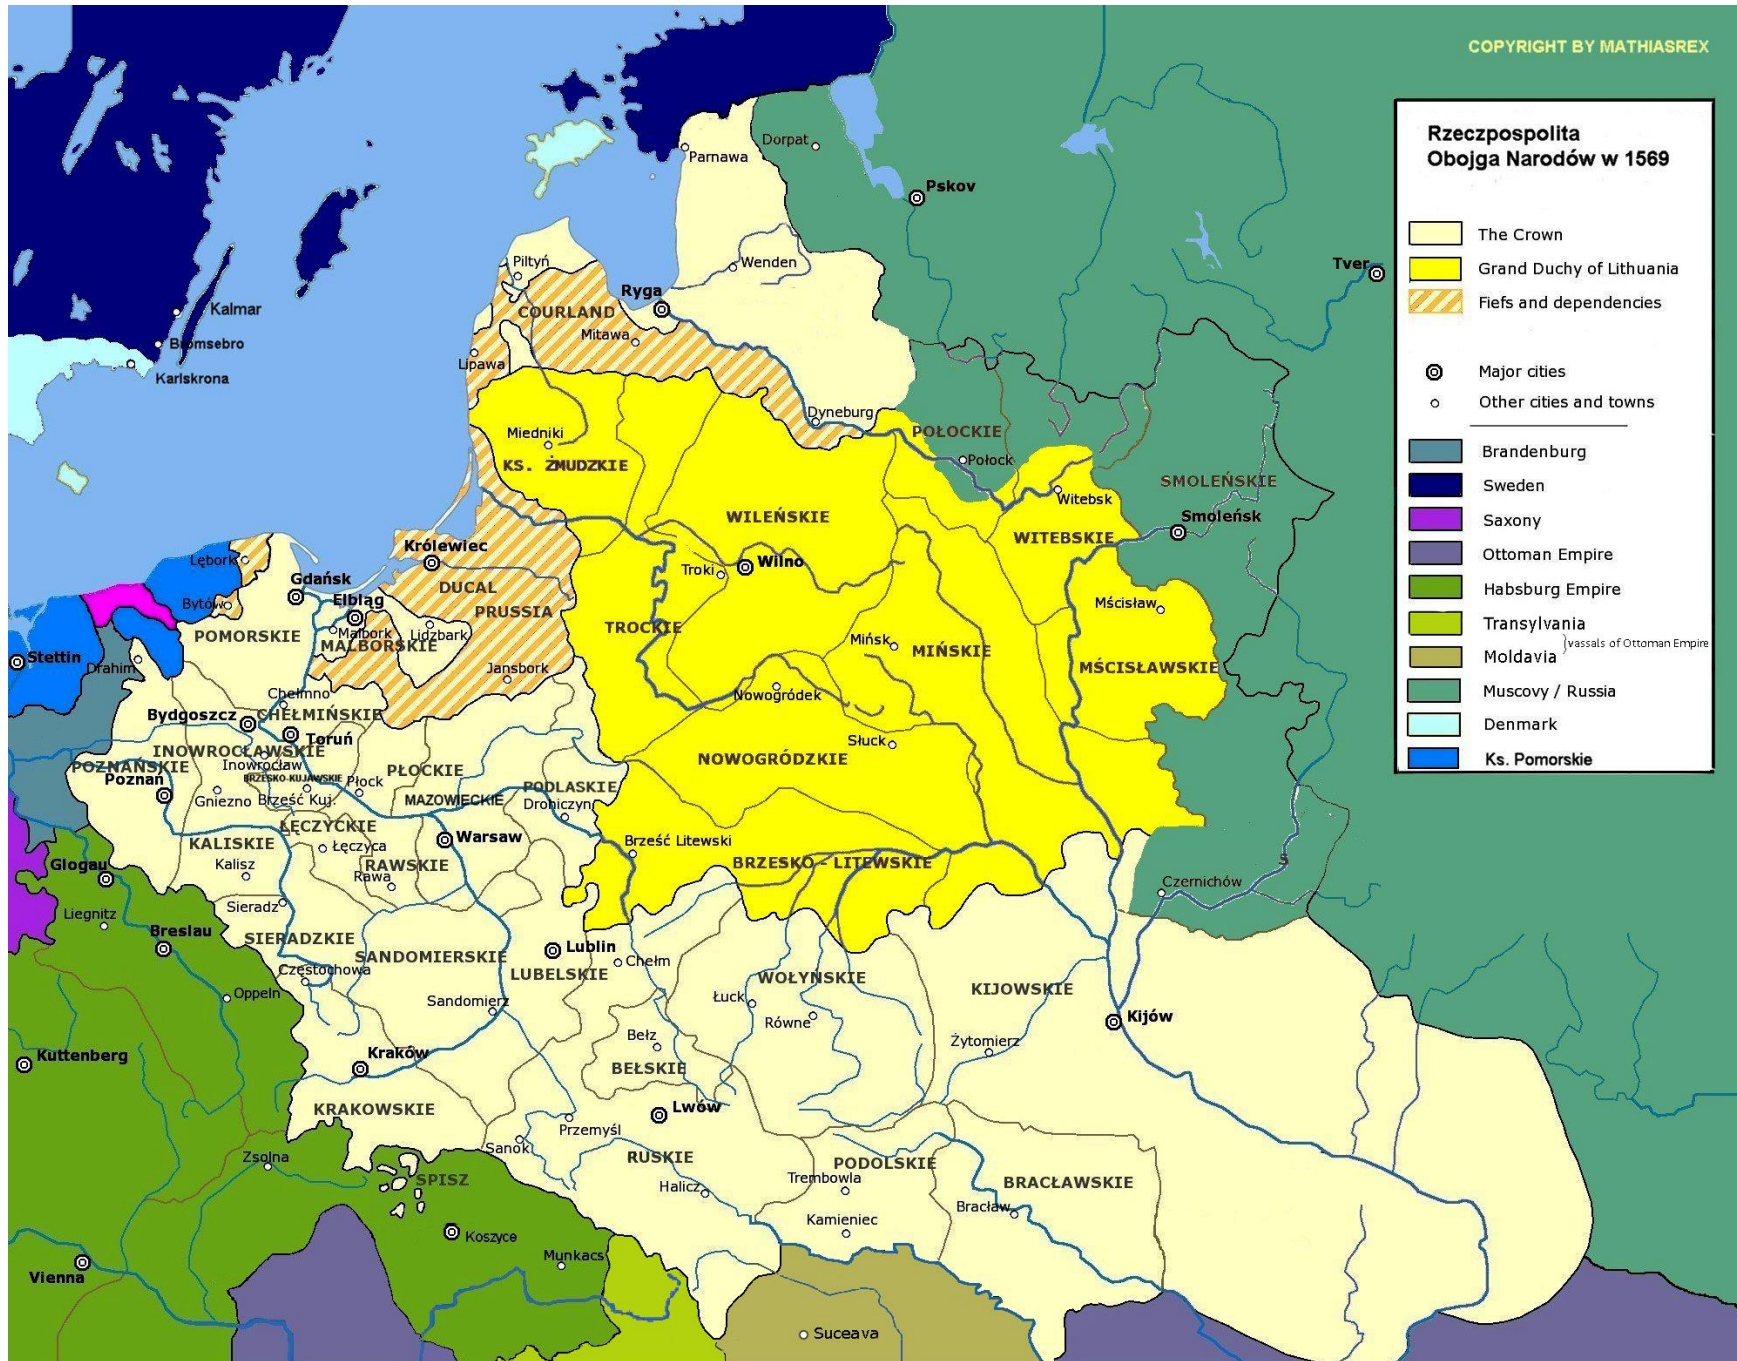 COPYRIGHT BY MATHIASREX
Rzeczpospolita
Obojga Narodów w 1569
The Crown
Grand Duchy of Lithuania
Fiefs and dependencies
Major cities
Other cities and towns
Brandenburg
Sweden
Saxony
Ottoman Empire
Habsburg Empire
Transylvania
Moldavia
}vassals of Ottoman Empire
Muscovy / Russia
Denmark
Ks. Pomorskie
Parnawa
Dorpat
Pskov
Tver
Piltyń
Wenden
Ryga
COURLAND
Mitawa
Kalmar
Bromsebro
Karlskrona
Lipawa
Dyneburg
Miedniki
KS. ŻMUDZKIE
POŁOCKIE
Połock
Witebsk
SMOLEŃSKIE
Smoleńsk
WILEŃSKIE
WITEBSKIE
Królewiec
Lębork
Gdańsk
DUCAL
PRUSSIA
Troki
Wilno
Bytów
Elbląg
POMORSKIE
Malbork
Lidzbark
MALBORSKIE
TROCKIE
Mińsk
MIŃSKIE
Mścisław
MŚCISŁAWSKIE
Stettin
Drahim
Jansbork
Nowogródek
Chełmno
Bydgoszcz
CHEŁMIŃSKIE
Toruń
Słuck
INOWROCŁAWSKIE
Inowrocław
POZNAŃSKIE
Poznań
BRZESKO-KUJAWSKIE
Płock
PŁOCKIE
NOWOGRÓDZKIE
Gniezno
Brześć Kuj.
MAZOWIECKIE
PODLASKIE
Drohiczyn
ŁĘCZYCKIE
Łęczyca
KALISKIE
Kalisz
RAWSKIE
Rawa
Warsaw
Brześć Litewski
BRZESKO - LITEWSKIE
S
Czernichów
Glogau
Liegnitz
Breslau
Sieradz
SIERADZKIE
SANDOMIERSKIE
Lublin
LUBELSKIE
Chełm
Częstochowa
Oppeln
Sandomierz
WOŁYŃSKIE
Łuck
Równe
KIJOWSKIE
Kijów
Żytomierz
Kuttenberg
Kraków
Bełz
BEŁSKIE
KRAKOWSKIE
Lwów
Przemyśl
Sanok
RUSKIE
Zsolna
SPISZ
Halicz
PODOLSKIE
Trembowla
BRACŁAWSKIE
Bracław
Kamieniec
Koszyce
Munkacs
Vienna
Suceava